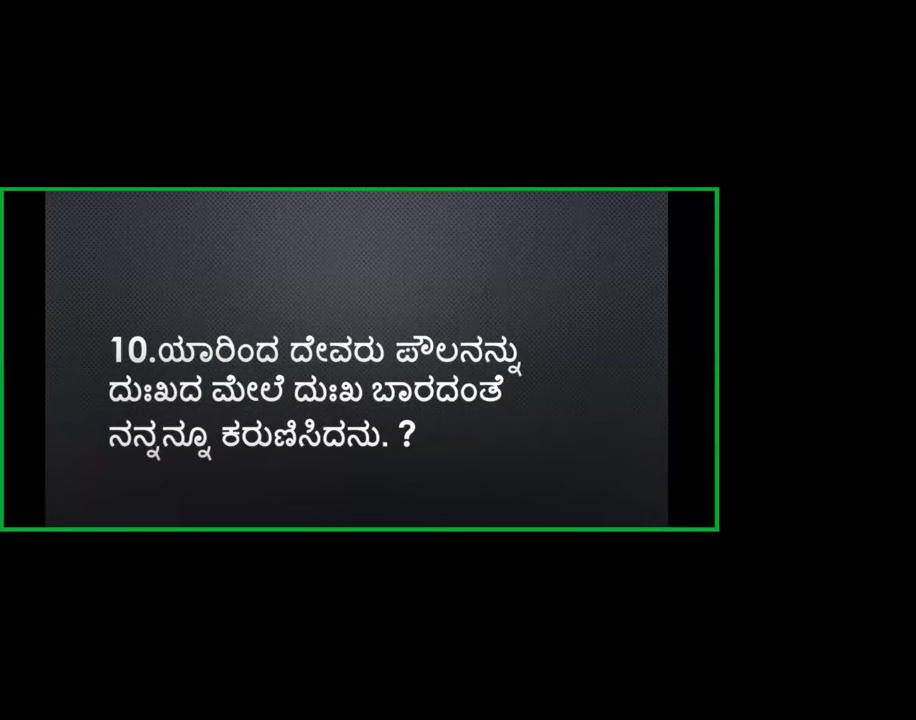 10.ಯಾರಿಂದ ದೇವರು ಪೌಲನನ್ನು
ದುಃಖದ ಮೇಲೆ ದುಃಖ ಬಾರದಂತೆ
ನನ್ನನ್ನೂ ಕರುಣಿಸಿದನು. ?